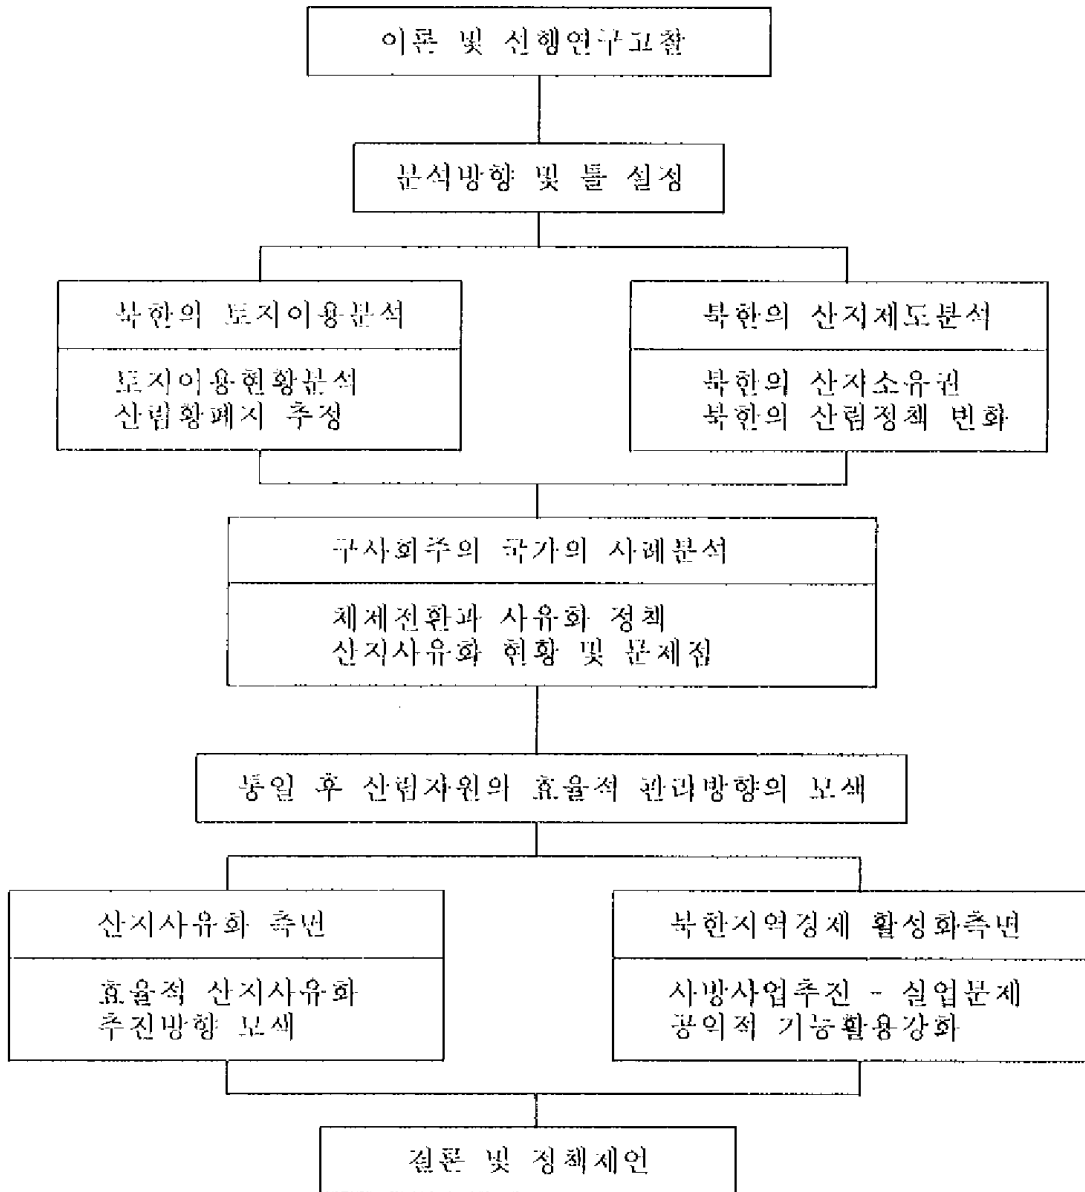 이론 및 선행연구고찰
분석방향 및 틀 설정
북한의 토지이용분석
토지이용현황분석
산림황폐지 추정
북한의 산지제도분석
북한의 산지소유권
북한의 산림정책 변화
구사회주의 국가의 사례분석
체제전환과 사유화 정책
산지사유화 현황 및 문제점
통일 후 산림자원의 효율적 관리방향의 모색
산지사유화 측면
효율적 산지사유화
추진방향 모색
북한지역경제 활성화측면
사방사업추진 - 실업문제
공익적 기능활용강화
결론 및 정책제언